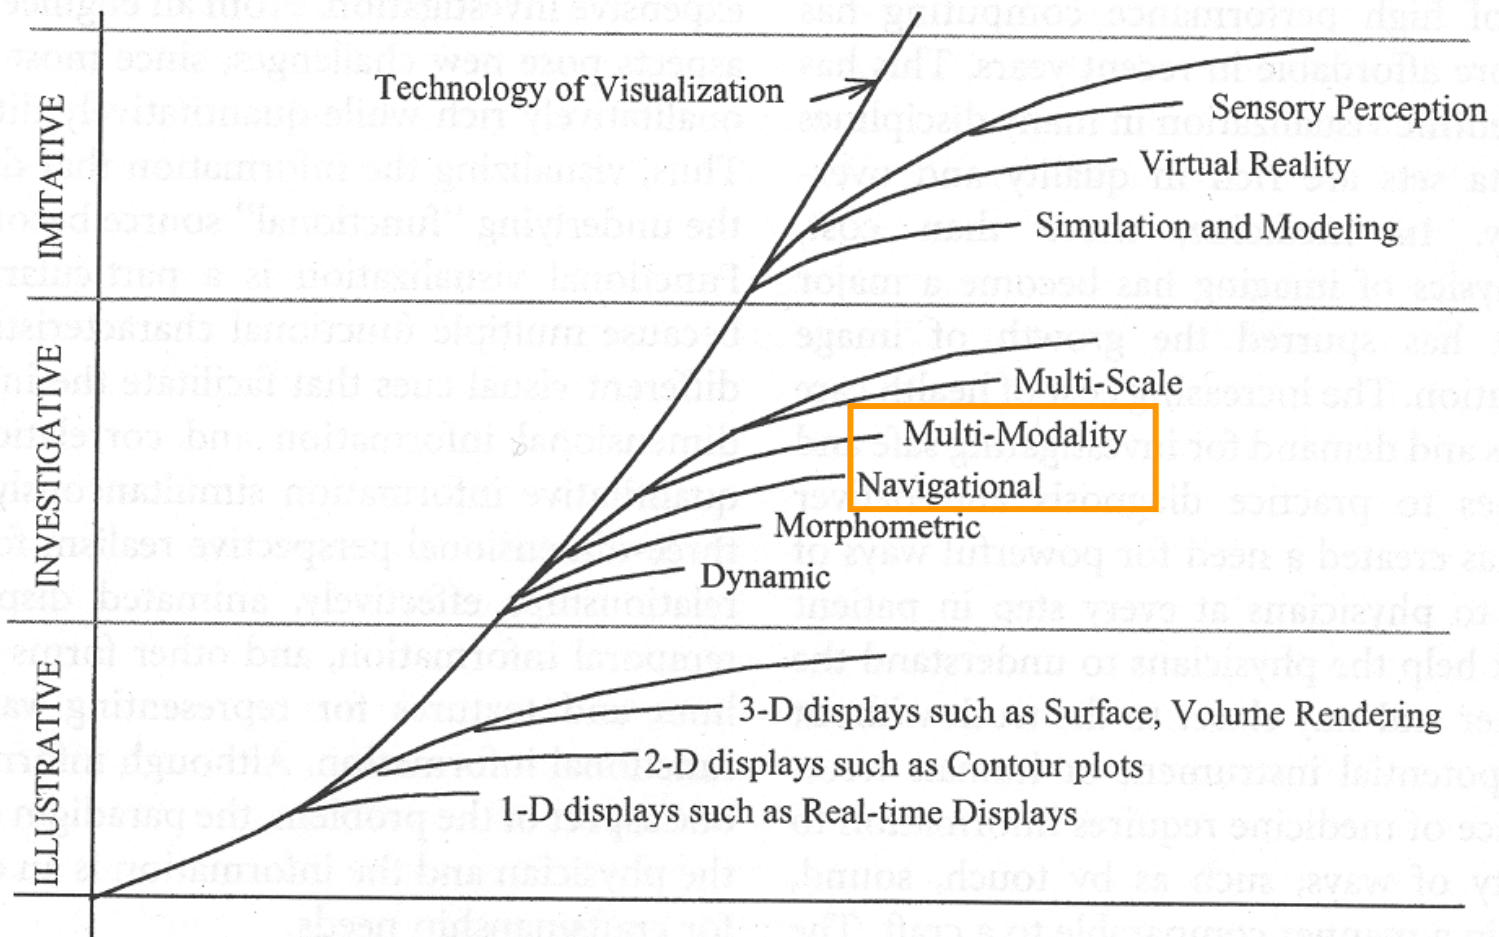 Technology of Visualization
Sensory Perception
Virtual Reality
Simulation and Modeling
IMITATIVE
Multi-Scale
Multi-Modality
Navigational
Morphometric
Dynamic
INVESTIGATIVE
3-D displays such as Surface, Volume Rendering
2-D displays such as Contour plots
1-D displays such as Real-time Displays
ILLUSTRATIVE